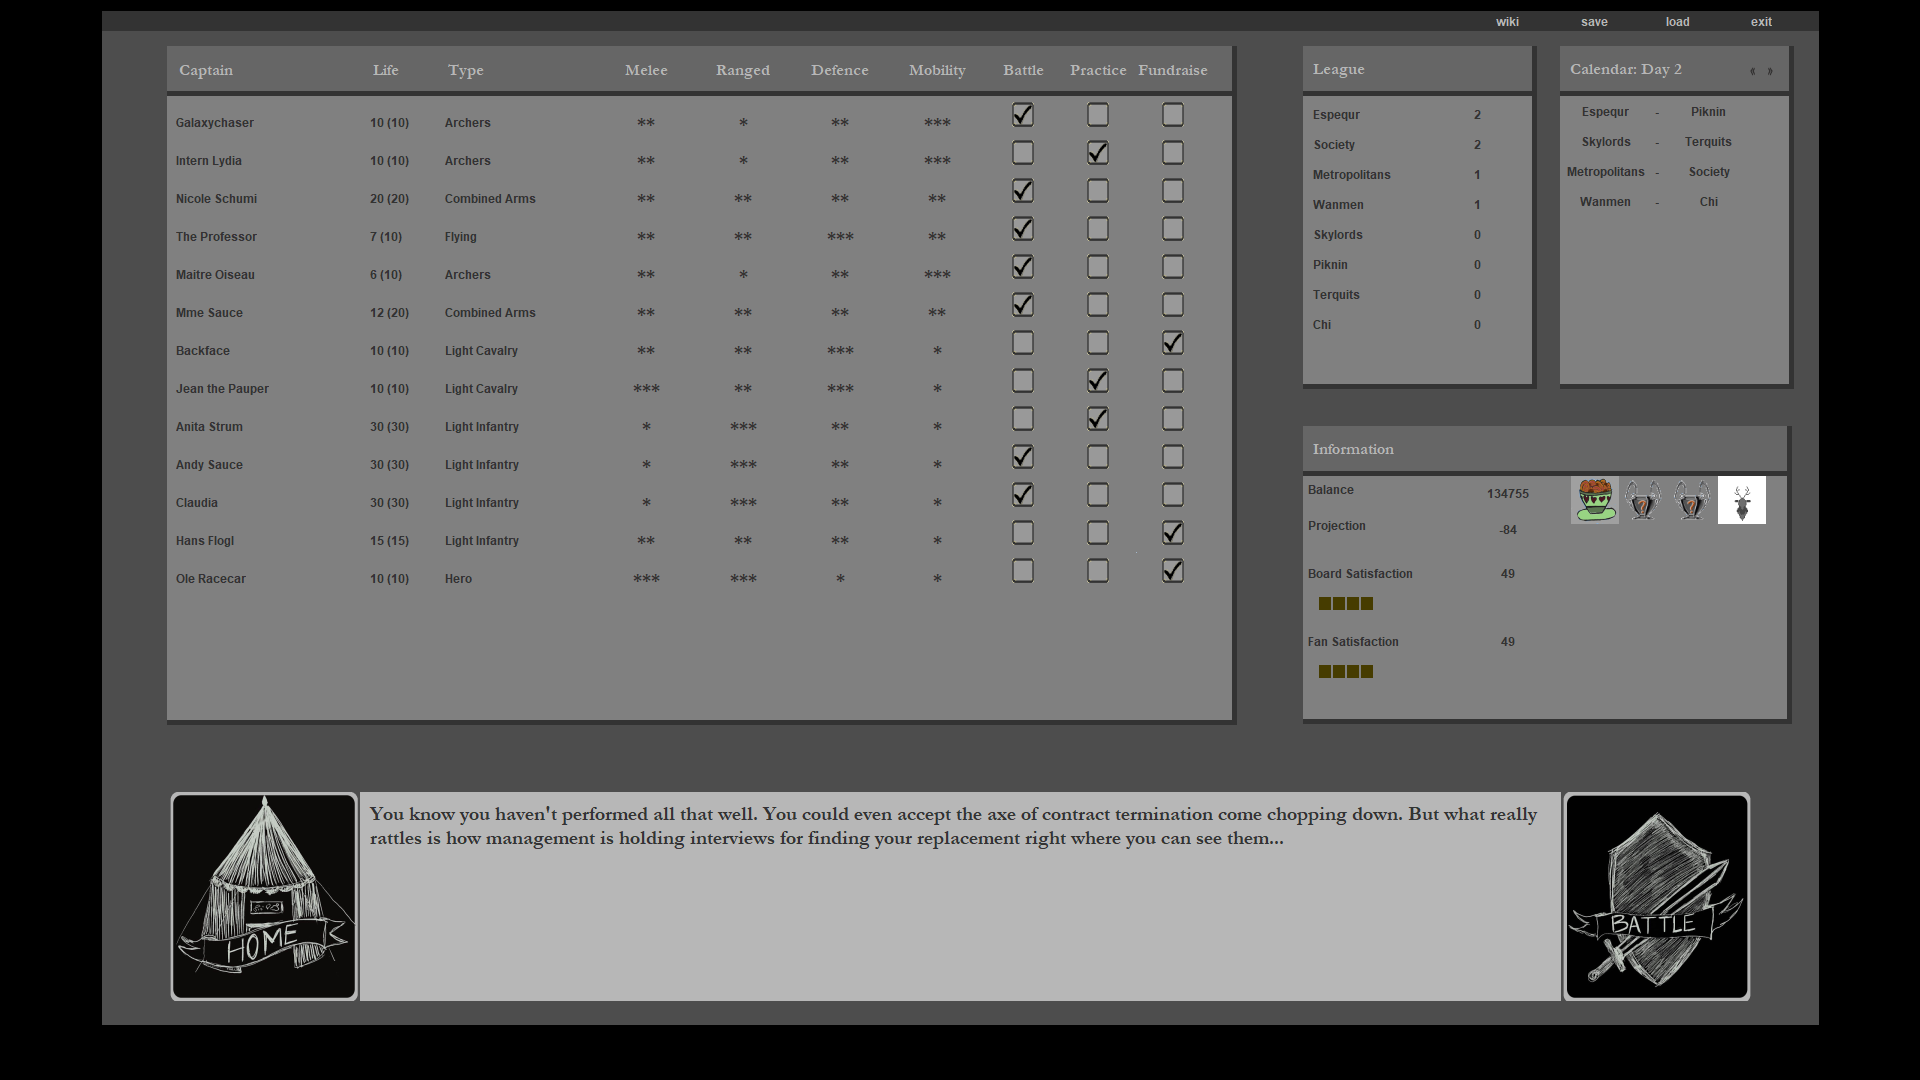 wiki save load exit
Captain Life Type Melee Ranged Defence Mobility Battle Practice Fundraise
Galaxychaser 10 (10) Archers ** * ** ***
Intern Lydia 10 (10) Archers ** * ** ***
Nicole Schumi 20 (20) Combined Arms ** ** ** **
The Professor 7 (10) Flying ** ** *** **
Maitre Oiseau 6 (10) Archers ** * ** ***
Mme Sauce 12 (20) Combined Arms ** ** ** **
Backface 10 (10) Light Cavalry ** ** *** *
Jean the Pauper 10 (10) Light Cavalry *** ** *** *
Anita Strum 30 (30) Light Infantry * *** ** *
Andy Sauce 30 (30) Light Infantry * *** ** *
Claudia 30 (30) Light Infantry * *** ** *
Hans Flogl 15 (15) Light Infantry ** ** ** *
Ole Racecar 10 (10) Hero *** *** * *
League
Espequr 2
Society 2
Metropolitans 1
Wanmen 1
Skylords 0
Piknin 0
Terquits 0
Chi 0
Calendar: Day 2 « »
Espequr - Piknin
Skylords - Terquits
Metropolitans - Society
Wanmen - Chi
Information
Balance 134755
Projection -84
Board Satisfaction 49
Fan Satisfaction 49
HOME
You know you haven't performed all that well. You could even accept the axe of contract termination come chopping down. But what really
rattles is how management is holding interviews for finding your replacement right where you can see them...
BATTLE